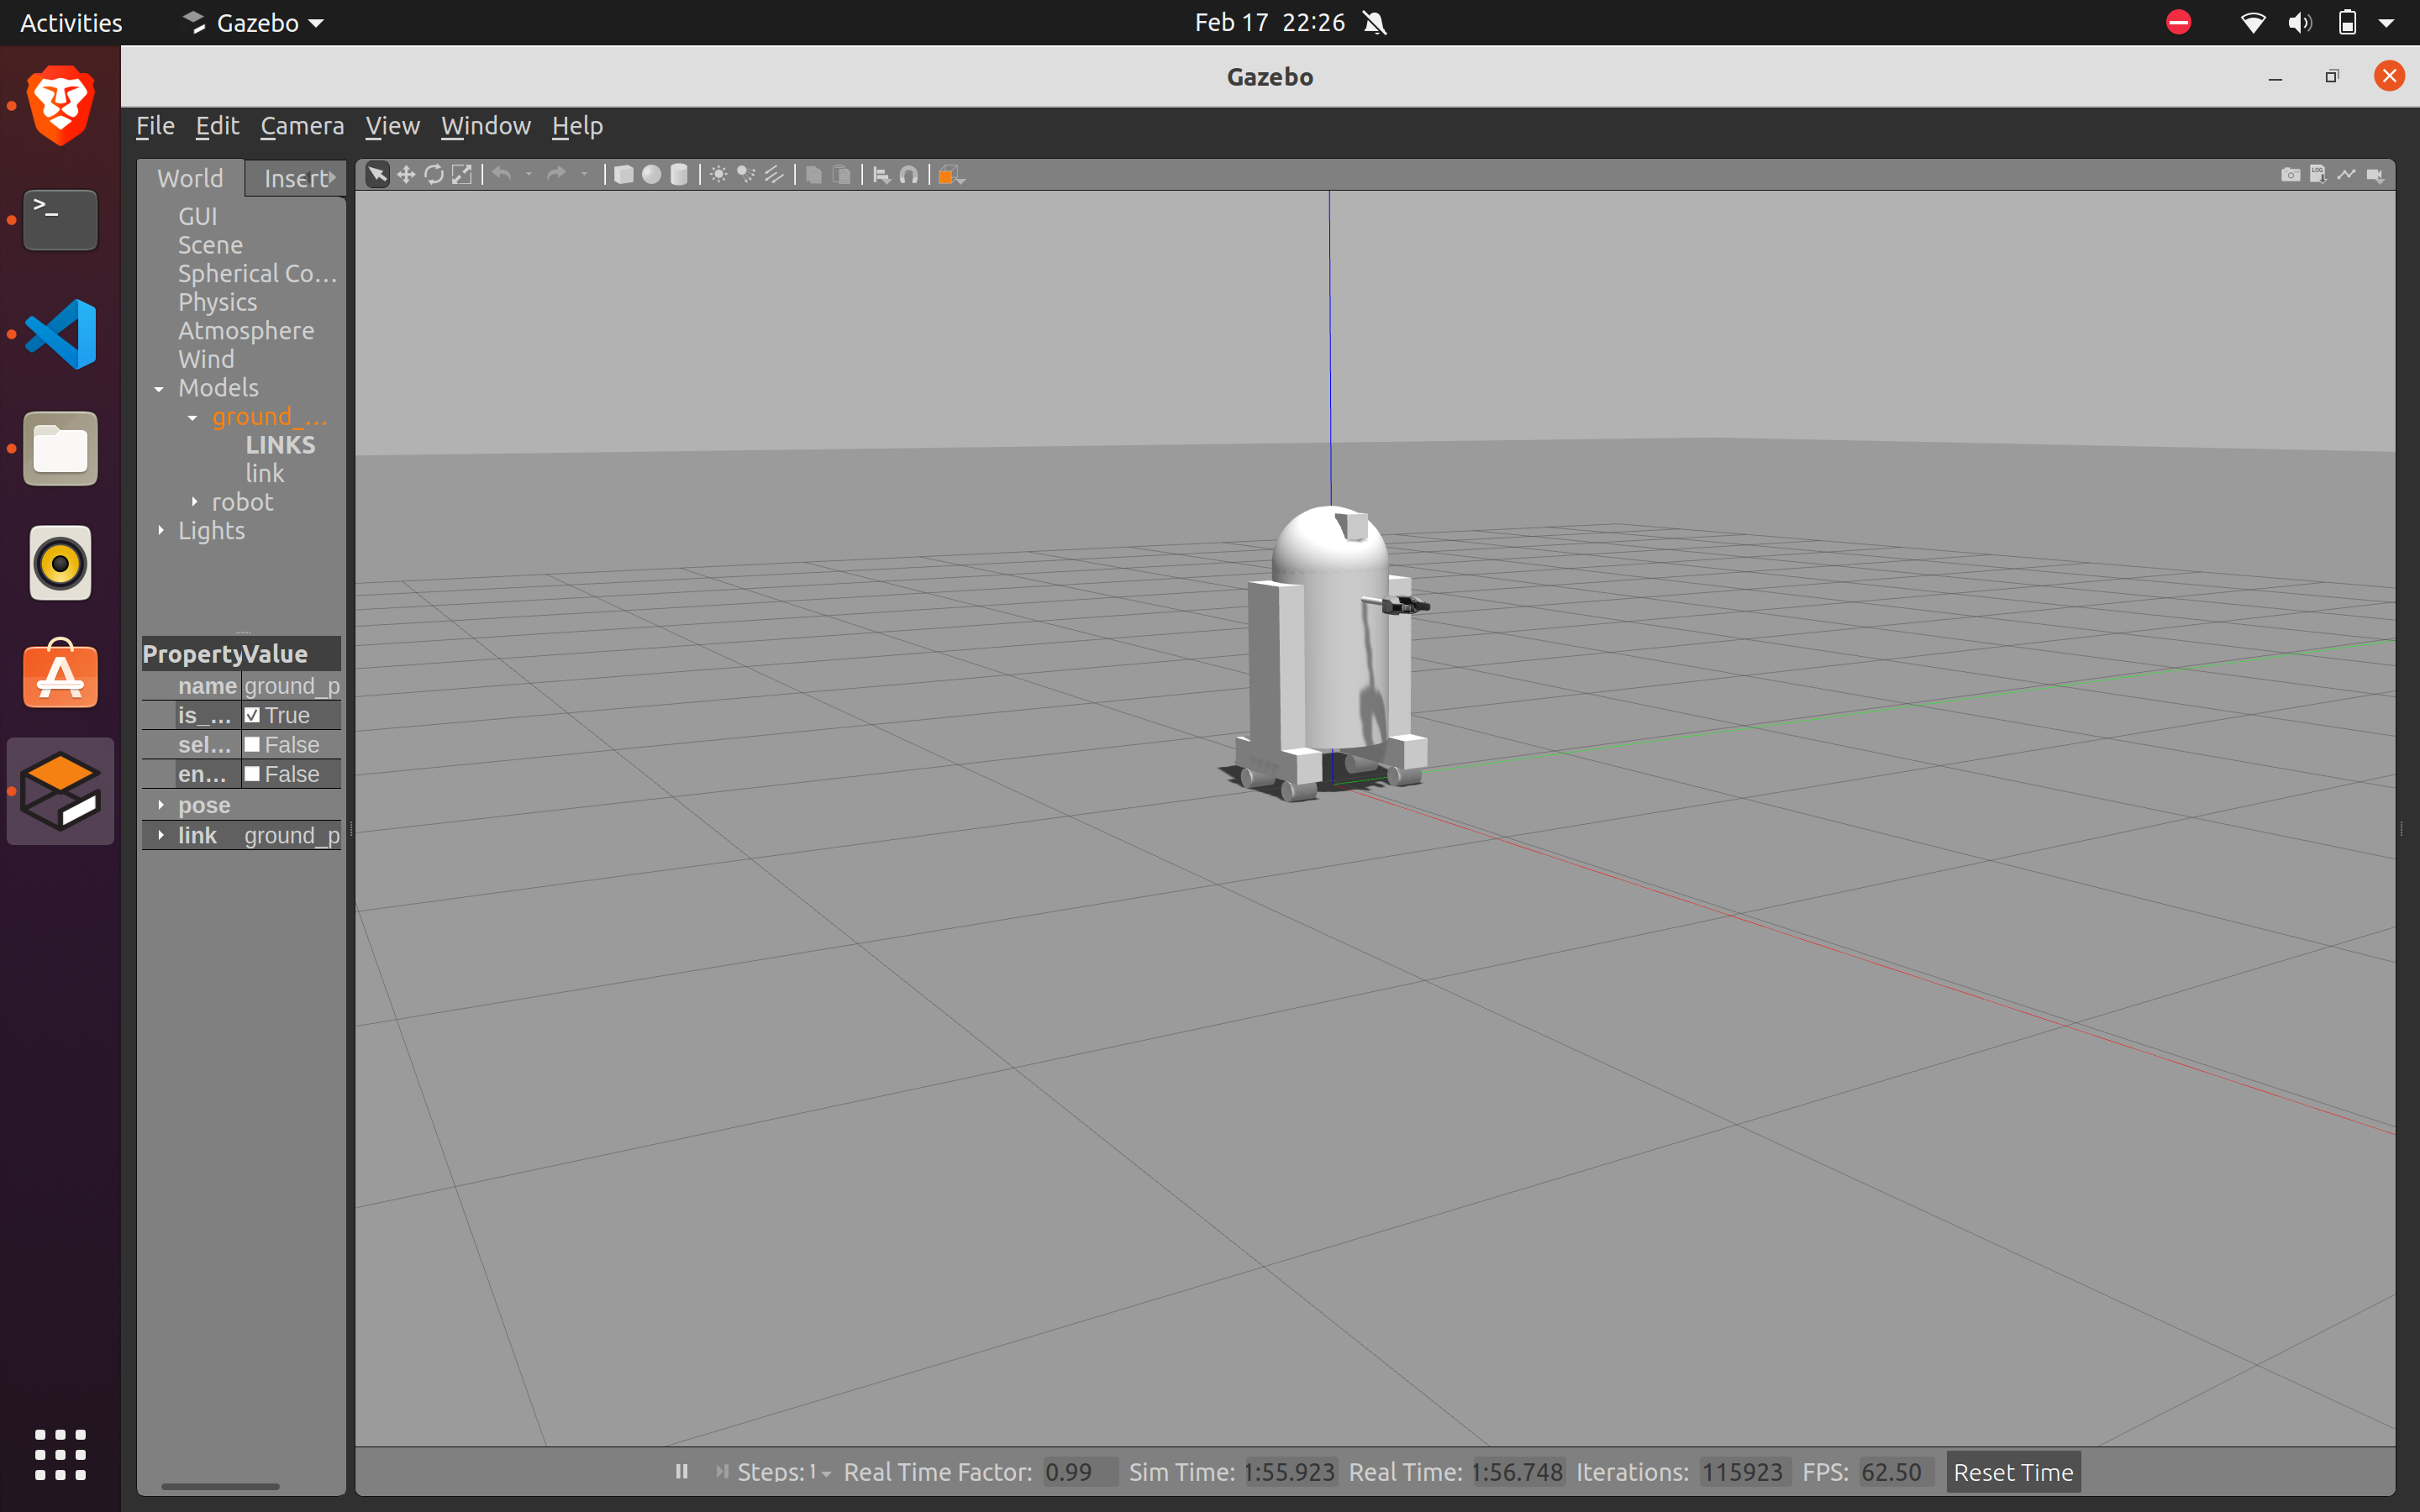 Activities Gazebo Feb 17 22:26
Gazebo
File Edit Camera View Window Help
World Insert
GUI
Scene
Spherical Co...
Physics
Atmosphere
Wind
Models
ground_...
LINKS
link
robot
Lights
Property Value
name ground_p
is_... True
sel... False
en... False
pose
link ground_p
>_
LOG
Steps: 1 Real Time Factor: 0.99 Sim Time: 1:55.923 Real Time: 1:56.748 Iterations: 115923 FPS: 62.50 Reset Time